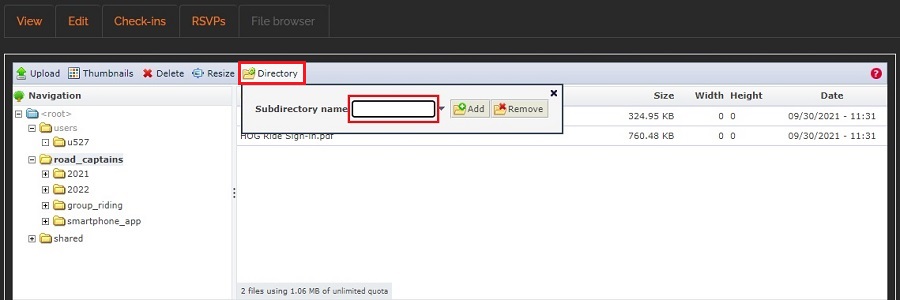 View Edit Check-ins RSVPs File browser
Upload Thumbnails Delete Resize Directory ?
Navigation
Size Width Height Date
Subdirectory name Add Remove
<root>
324.95 KB 0 0 09/30/2021 - 11:31
users
HOG Ride Sign-In.pdf 760.48 KB 0 0 09/30/2021 - 11:31
u527
road_captains
2021
2022
group_riding
smartphone_app
shared
2 files using 1.06 MB of unlimited quota